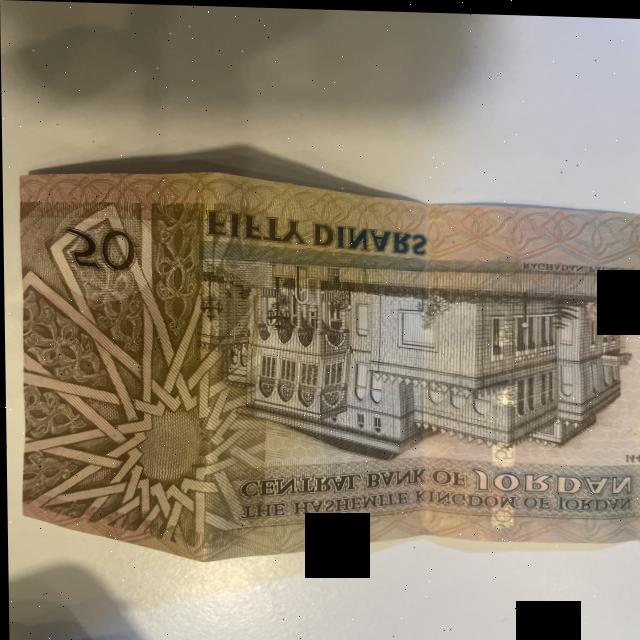 THE HASHEMITE KINGDOM OF JORDAN
CENTRAL BANK OF JORDAN
FIFTY DINARS
50